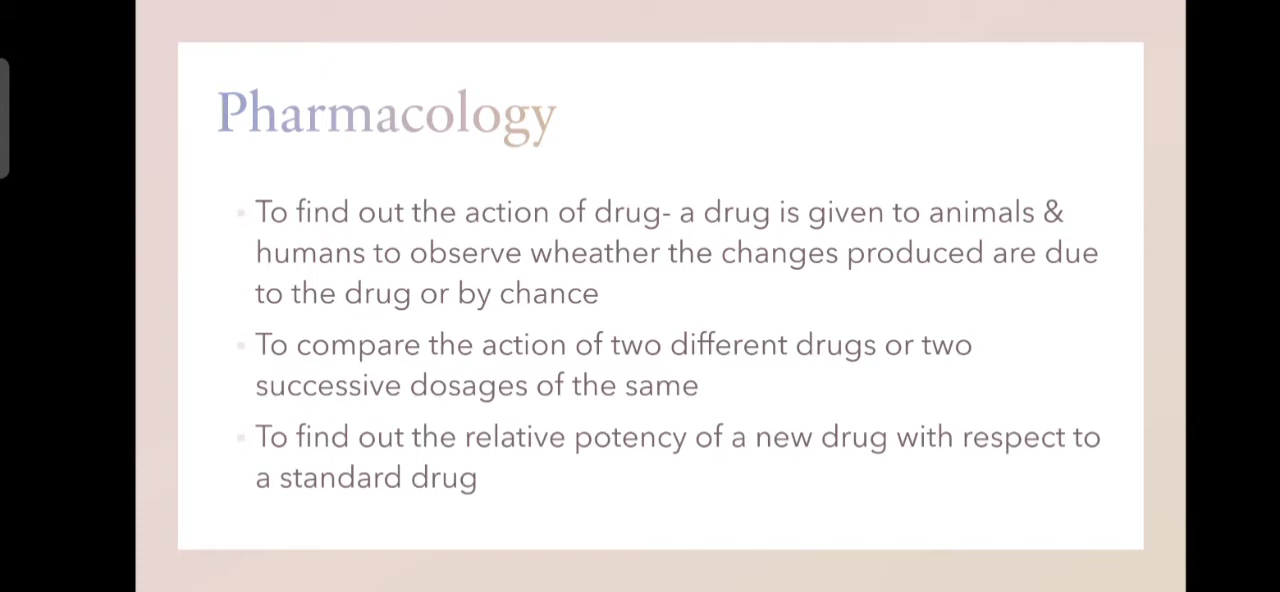 Pharmacology
To find out the action of drug- a drug is given to animals &
humans to observe wheather the changes produced are due
to the drug or by chance
To compare the action of two different drugs or two
successive dosages of the same
To find out the relative potency of a new drug with respect to
a standard drug